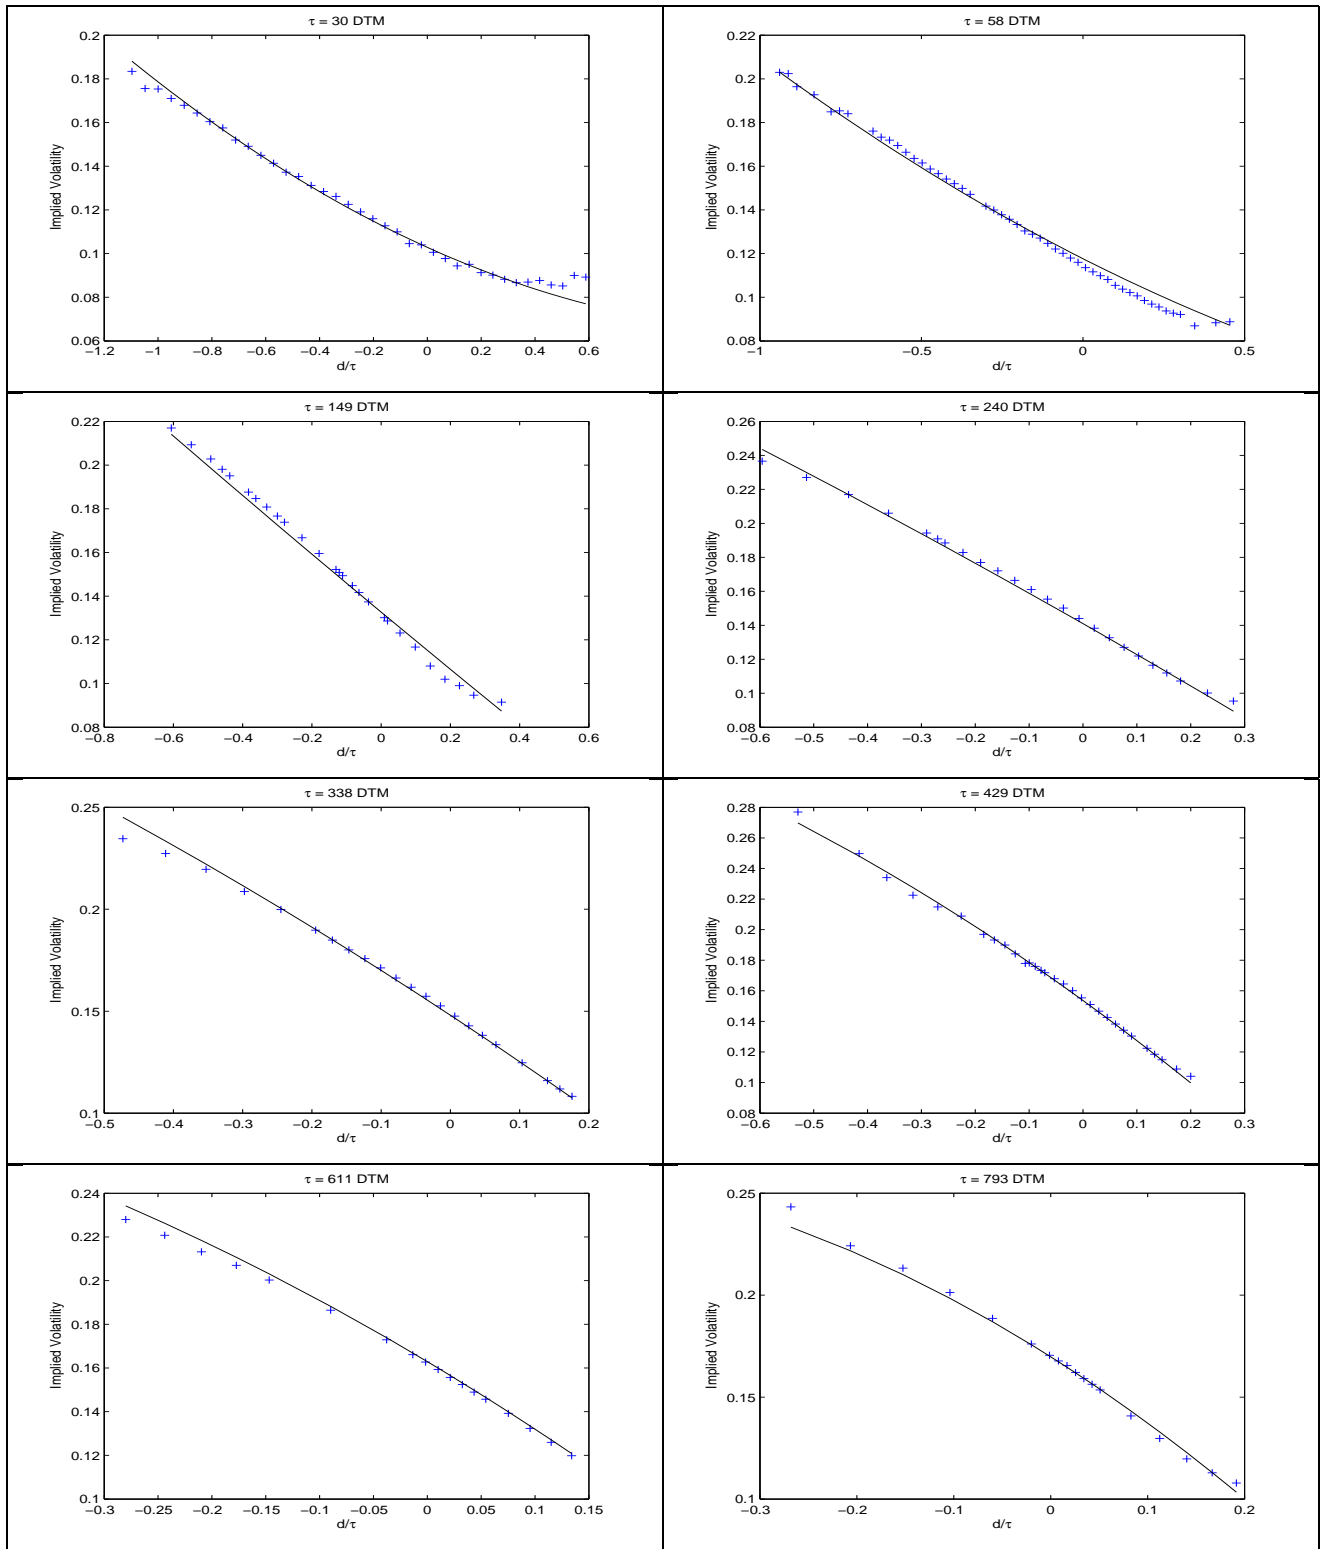 τ = 30 DTM
0.2
0.18
0.16
0.14
0.12
0.1
0.08
0.06
Implied Volatility
−1.2 −1 −0.8 −0.6 −0.4 −0.2 0 0.2 0.4 0.6
d/τ
τ = 58 DTM
0.22
0.2
0.18
0.16
0.14
0.12
0.1
0.08
Implied Volatility
−1 −0.5 0 0.5
d/τ
τ = 149 DTM
0.22
0.2
0.18
0.16
0.14
0.12
0.1
0.08
Implied Volatility
−0.8 −0.6 −0.4 −0.2 0 0.2 0.4 0.6
d/τ
τ = 240 DTM
0.26
0.24
0.22
0.2
0.18
0.16
0.14
0.12
0.1
0.08
Implied Volatility
−0.6 −0.5 −0.4 −0.3 −0.2 −0.1 0 0.1 0.2 0.3
d/τ
τ = 338 DTM
0.25
0.2
0.15
0.1
Implied Volatility
−0.5 −0.4 −0.3 −0.2 −0.1 0 0.1 0.2
d/τ
τ = 429 DTM
0.28
0.26
0.24
0.22
0.2
0.18
0.16
0.14
0.12
0.1
0.08
Implied Volatility
−0.6 −0.5 −0.4 −0.3 −0.2 −0.1 0 0.1 0.2 0.3
d/τ
τ = 611 DTM
0.24
0.22
0.2
0.18
0.16
0.14
0.12
0.1
Implied Volatility
−0.3 −0.25 −0.2 −0.15 −0.1 −0.05 0 0.05 0.1 0.15
d/τ
τ = 793 DTM
0.25
0.2
0.15
0.1
Implied Volatility
−0.3 −0.2 −0.1 0 0.1 0.2
d/τ